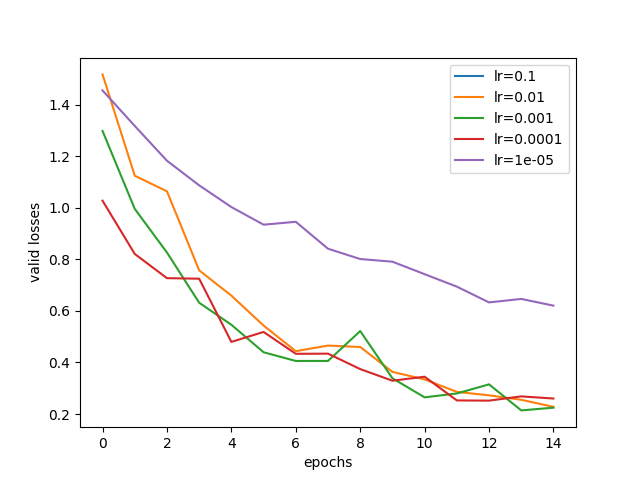 lr=0.1
lr=0.01
lr=0.001
lr=0.0001
lr=1e-05
valid losses
1.4
1.2
1.0
0.8
0.6
0.4
0.2
0 2 4 6 8 10 12 14
epochs